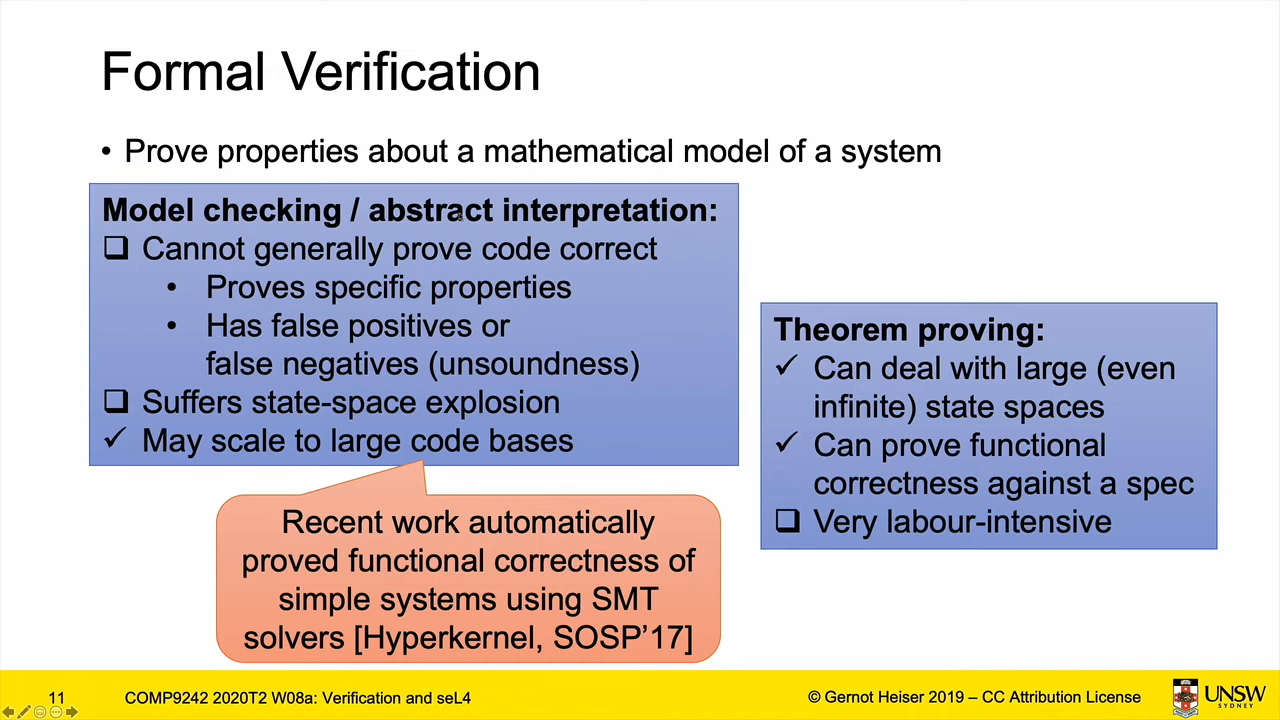 Formal Verification
• Prove properties about a mathematical model of a system
Model checking / abstract interpretation:
❑ Cannot generally prove code correct
• Proves specific properties
• Has false positives or
false negatives (unsoundness)
❑ Suffers state-space explosion
✓ May scale to large code bases
Recent work automatically
proved functional correctness of
simple systems using SMT
solvers [Hyperkernel, SOSP’17]
Theorem proving:
✓ Can deal with large (even
infinite) state spaces
✓ Can prove functional
correctness against a spec
❑ Very labour-intensive
11 COMP9242 2020T2 W08a: Verification and seL4
© Gernot Heiser 2019 – CC Attribution License
UNSW
SYDNEY